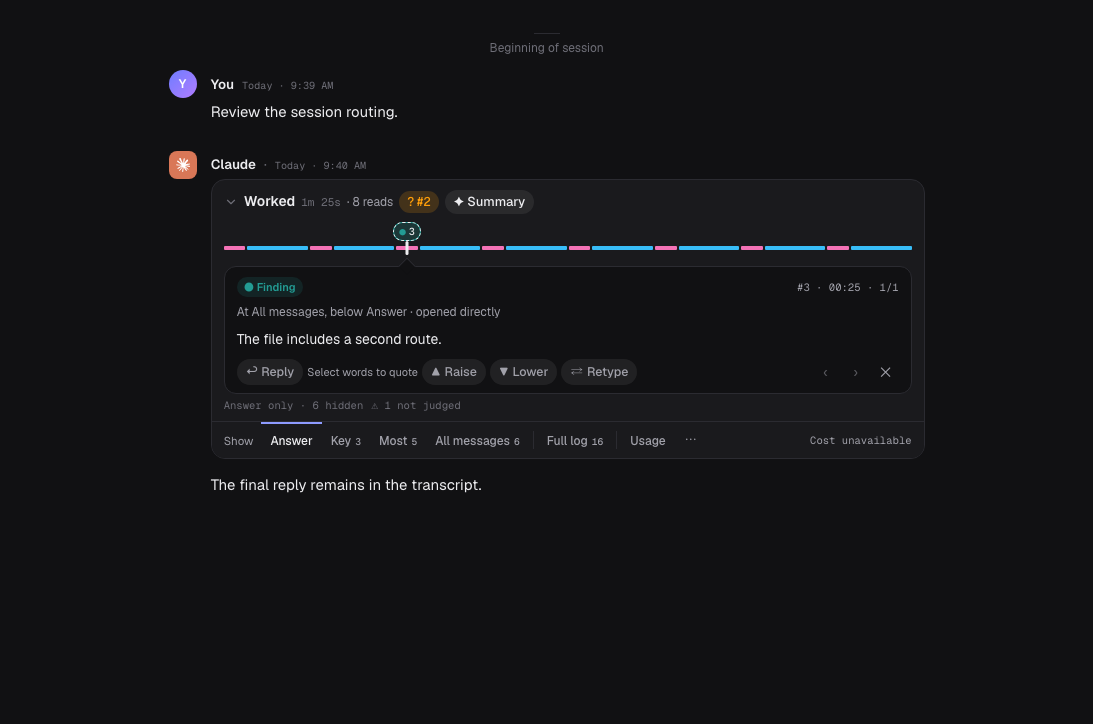 Beginning of session
Y You Today · 9:39 AM
Review the session routing.
Claude · Today · 9:40 AM
Worked 1m 25s · 8 reads ? #2 Summary
3
Finding #3 · 00:25 · 1/1
At All messages, below Answer · opened directly
The file includes a second route.
Reply Select words to quote Raise Lower Retype
Answer only · 6 hidden ⚠ 1 not judged
Show Answer Key 3 Most 5 All messages 6 Full log 16 Usage ··· Cost unavailable
The final reply remains in the transcript.